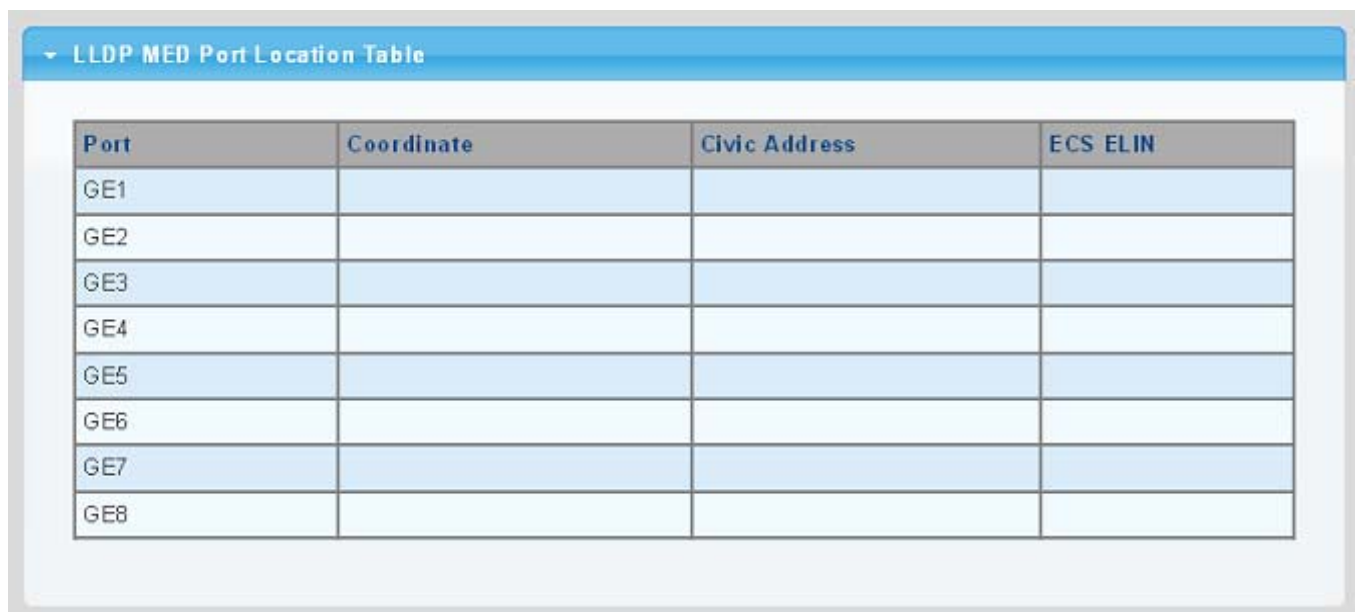 LLDP MED Port Location Table
Port Coordinate Civic Address ECS ELIN
GE1
GE2
GE3
GE4
GE5
GE6
GE7
GE8